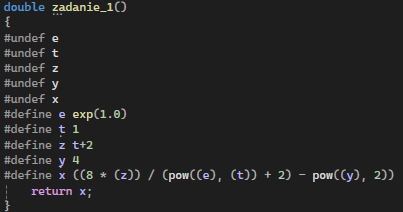 double zadanie_1()
{
#undef e
#undef t
#undef z
#undef y
#undef x
#define e exp(1.0)
#define t 1
#define z t+2
#define y 4
#define x ((8 * (z)) / (pow((e), (t)) + 2) - pow((y), 2))
return x;
}